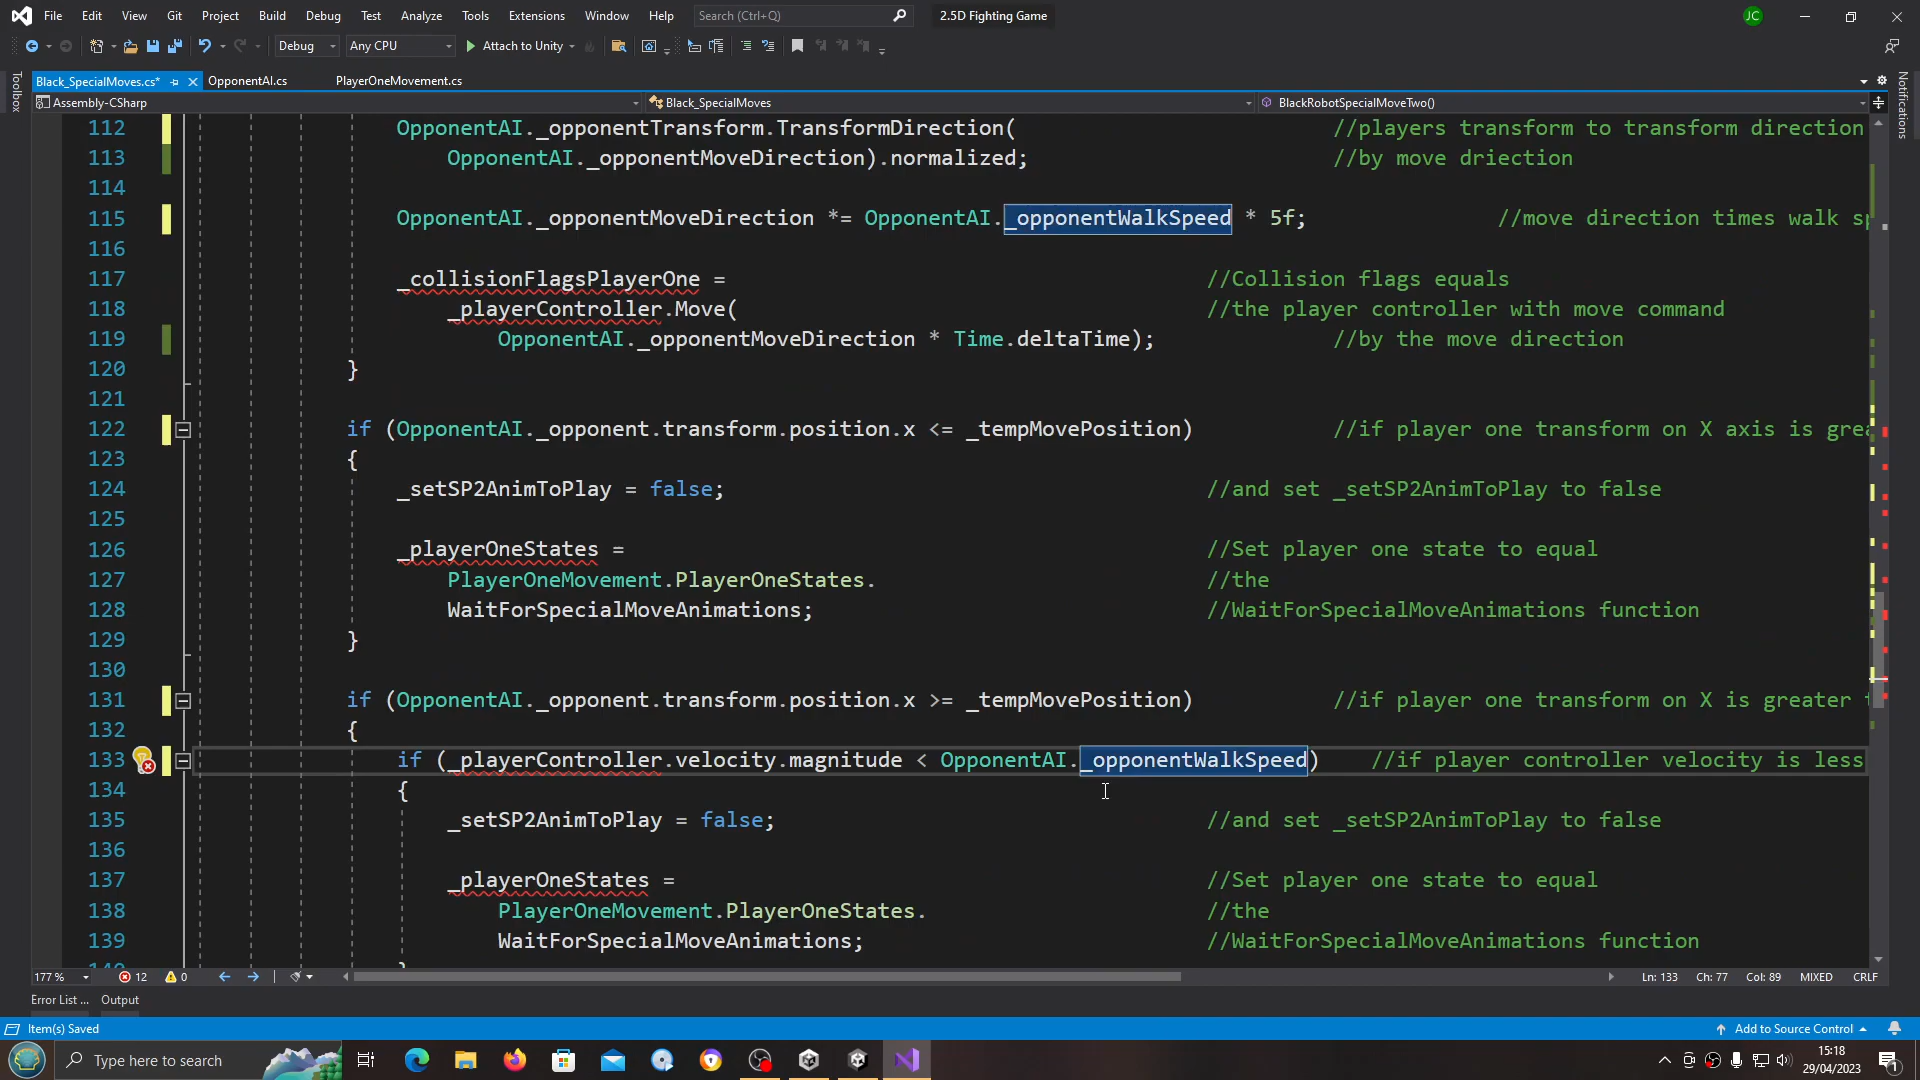 File Edit View Git Project Build Debug Test Analyze Tools Extensions Window Help Search (Ctrl+Q) 2.5D Fighting Game JC
Debug Any CPU Attach to Unity
Black_SpecialMoves.cs* OpponentAI.cs PlayerOneMovement.cs
Assembly-CSharp Black_SpecialMoves BlackRobotSpecialMoveTwo()
Toolbox
Notifications
112 OpponentAI._opponentTransform.TransformDirection( //players transform to transform direction
113 OpponentAI._opponentMoveDirection).normalized; //by move driection
114
115 OpponentAI._opponentMoveDirection *= OpponentAI._opponentWalkSpeed * 5f; //move direction times walk sp
116
117 _collisionFlagsPlayerOne = //Collision flags equals
118 _playerController.Move( //the player controller with move command
119 OpponentAI._opponentMoveDirection * Time.deltaTime); //by the move direction
120 }
121
122 if (OpponentAI._opponent.transform.position.x <= _tempMovePosition) //if player one transform on X axis is grea
123 {
124 _setSP2AnimToPlay = false; //and set _setSP2AnimToPlay to false
125
126 _playerOneStates = //Set player one state to equal
127 PlayerOneMovement.PlayerOneStates. //the
128 WaitForSpecialMoveAnimations; //WaitForSpecialMoveAnimations function
129 }
130
131 if (OpponentAI._opponent.transform.position.x >= _tempMovePosition) //if player one transform on X is greater
132 {
133 if (_playerController.velocity.magnitude < OpponentAI._opponentWalkSpeed) //if player controller velocity is less
134 {
135 _setSP2AnimToPlay = false; //and set _setSP2AnimToPlay to false
136
137 _playerOneStates = //Set player one state to equal
138 PlayerOneMovement.PlayerOneStates. //the
139 WaitForSpecialMoveAnimations; //WaitForSpecialMoveAnimations function
177 % 12 0 Ln: 133 Ch: 77 Col: 89 MIXED CRLF
Error List ... Output
Item(s) Saved Add to Source Control
Type here to search 15:18
29/04/2023 1